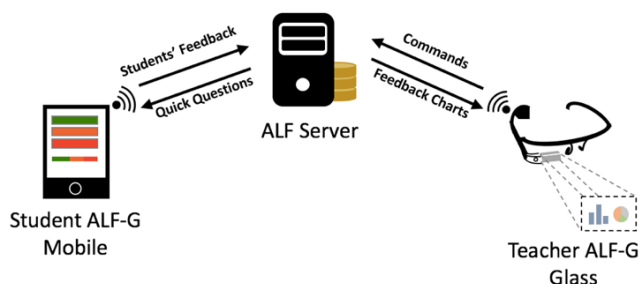 Students' Feedback
Quick Questions
Commands
Feedback Charts
ALF Server
Student ALF-G
Mobile
Teacher ALF-G
Glass